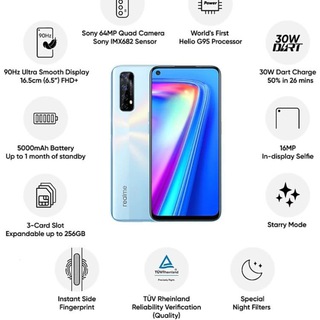 90Hz
Power
Sony 64MP Quad Camera
Sony IMX682 Sensor
World's First
Helio G95 Processor
30W
DART
90Hz Ultra Smooth Display
16.5cm (6.5") FHD+
30W Dart Charge
50% in 26 mins
5000mAh Battery
Up to 1 month of standby
16MP
In-display Selfie
realme
3-Card Slot
Expandable up to 256GB
Starry Mode
TÜVRheinland
Instant Side
Fingerprint
TÜV Rheinland
Reliability Verification
(Quality)
Special
Night Filters